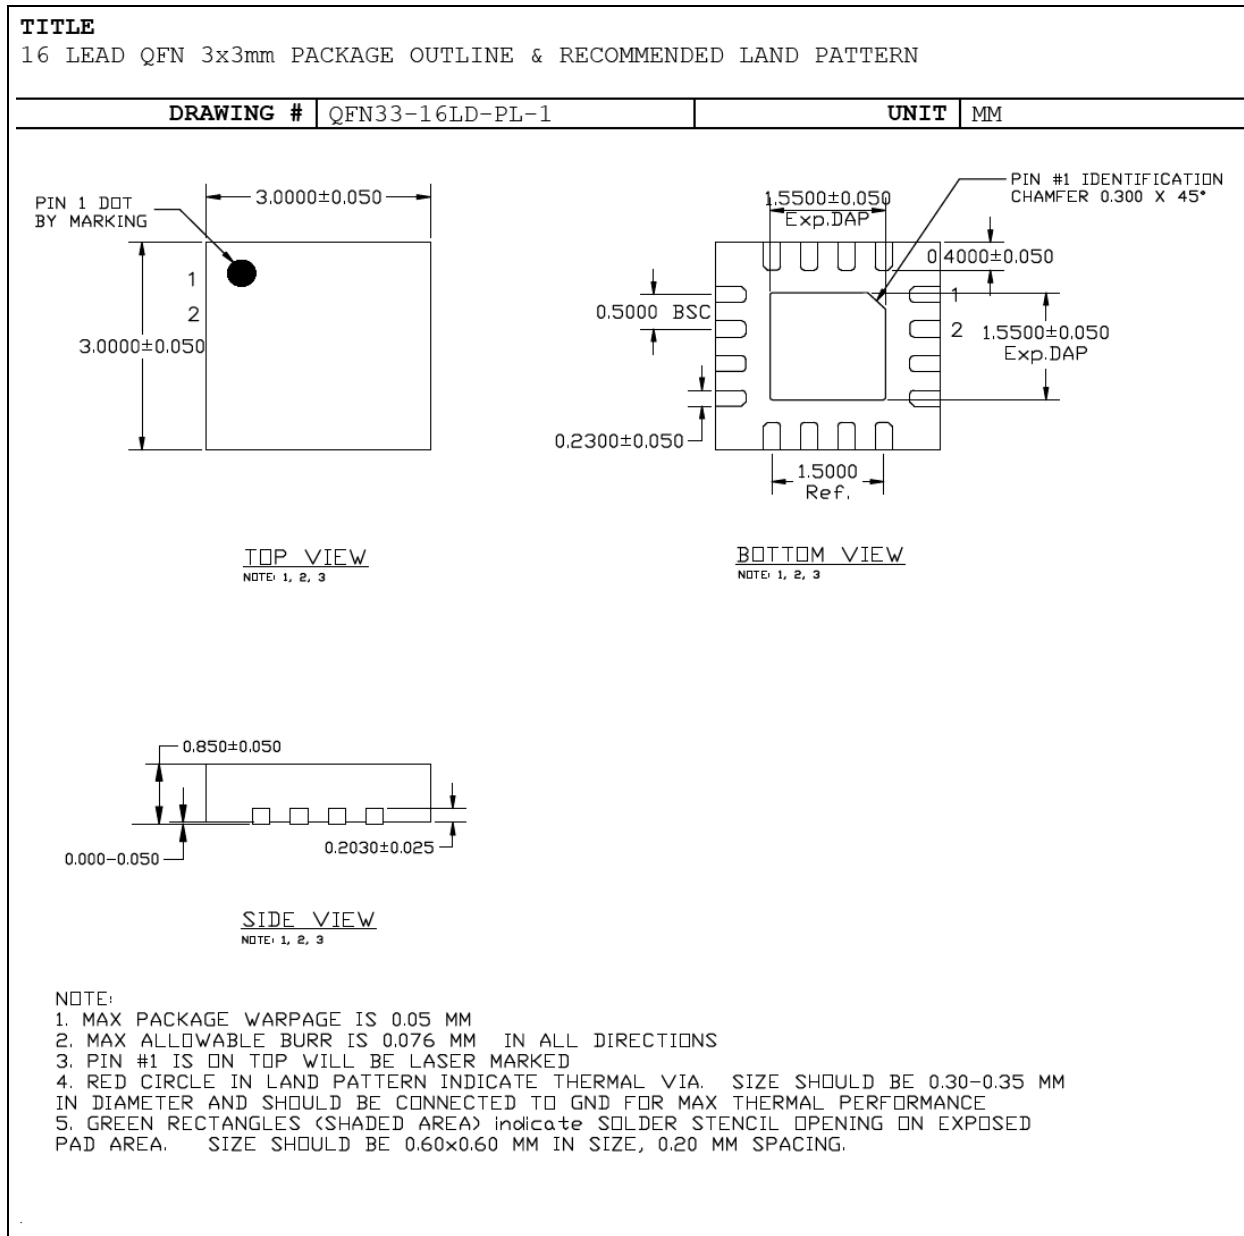 TITLE
16 LEAD QFN 3x3mm PACKAGE OUTLINE & RECOMMENDED LAND PATTERN
DRAWING # QFN33-16LD-PL-1 UNIT MM
PIN 1 DOT
BY MARKING
3.0000±0.050
1
2
3.0000±0.050
TOP VIEW
NOTE: 1, 2, 3
1.5500±0.050
Exp.DAP
PIN #1 IDENTIFICATION
CHAMFER 0.300 X 45°
0.4000±0.050
0.5000 BSC
1
2
1.5500±0.050
Exp.DAP
0.2300±0.050
1.5000
Ref.
BOTTOM VIEW
NOTE: 1, 2, 3
0.850±0.050
0.000-0.050
0.2030±0.025
SIDE VIEW
NOTE: 1, 2, 3
NOTE:
1. MAX PACKAGE WARPAGE IS 0.05 MM
2. MAX ALLOWABLE BURR IS 0.076 MM IN ALL DIRECTIONS
3. PIN #1 IS ON TOP WILL BE LASER MARKED
4. RED CIRCLE IN LAND PATTERN INDICATE THERMAL VIA. SIZE SHOULD BE 0.30-0.35 MM
IN DIAMETER AND SHOULD BE CONNECTED TO GND FOR MAX THERMAL PERFORMANCE
5. GREEN RECTANGLES (SHADED AREA) indicate SOLDER STENCIL OPENING ON EXPOSED
PAD AREA. SIZE SHOULD BE 0.60x0.60 MM IN SIZE, 0.20 MM SPACING.